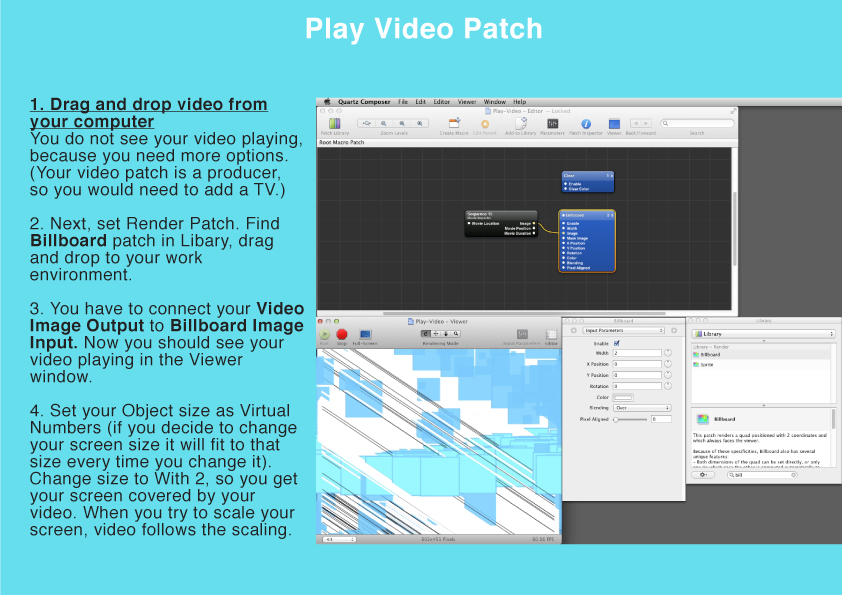 Play Video Patch
1. Drag and drop video from
your computer
You do not see your video playing,
because you need more options.
(Your video patch is a producer,
so you would need to add a TV.)
2. Next, set Render Patch. Find
Billboard patch in Libary, drag
and drop to your work
environment.
3. You have to connect your Video
Image Output to Billboard Image
Input. Now you should see your
video playing in the Viewer
window.
4. Set your Object size as Virtual
Numbers (if you decide to change
your screen size it will fit to that
size every time you change it).
Change size to With 2, so you get
your screen covered by your
video. When you try to scale your
screen, video follows the scaling.
Quartz Composer File Edit Editor Viewer Window Help
Play-Video – Editor — Locked
Patch Library Zoom Levels Create Macro Edit Parent Add to Library Parameters Patch Inspector Viewer Back/Forward Search
Root Macro Patch
Clear
Enable
Clear Color
Billboard
Enable
Width
Image
Mask Image
X Position
Y Position
Rotation
Color
Blending
Pixel Aligned
Movie Location Image
Movie Position
Movie Duration
Play-Video – Viewer
Run Stop Full-Screen Rendering Mode Input Parameters Editor
4:3
60.00 FPS
Billboard
Input Parameters
Enable
Width 2
X Position 0
Y Position 0
Rotation 0
Color
Blending Over
Pixel Aligned 0
Library
Library
Library – Render
Billboard
Sprite
Billboard
This patch renders a quad positioned with 2 coordinates and
which always faces the viewer.
Because of these specificities, Billboard also has several
unique features:
- Both dimensions of the quad can be set directly, or only
bill